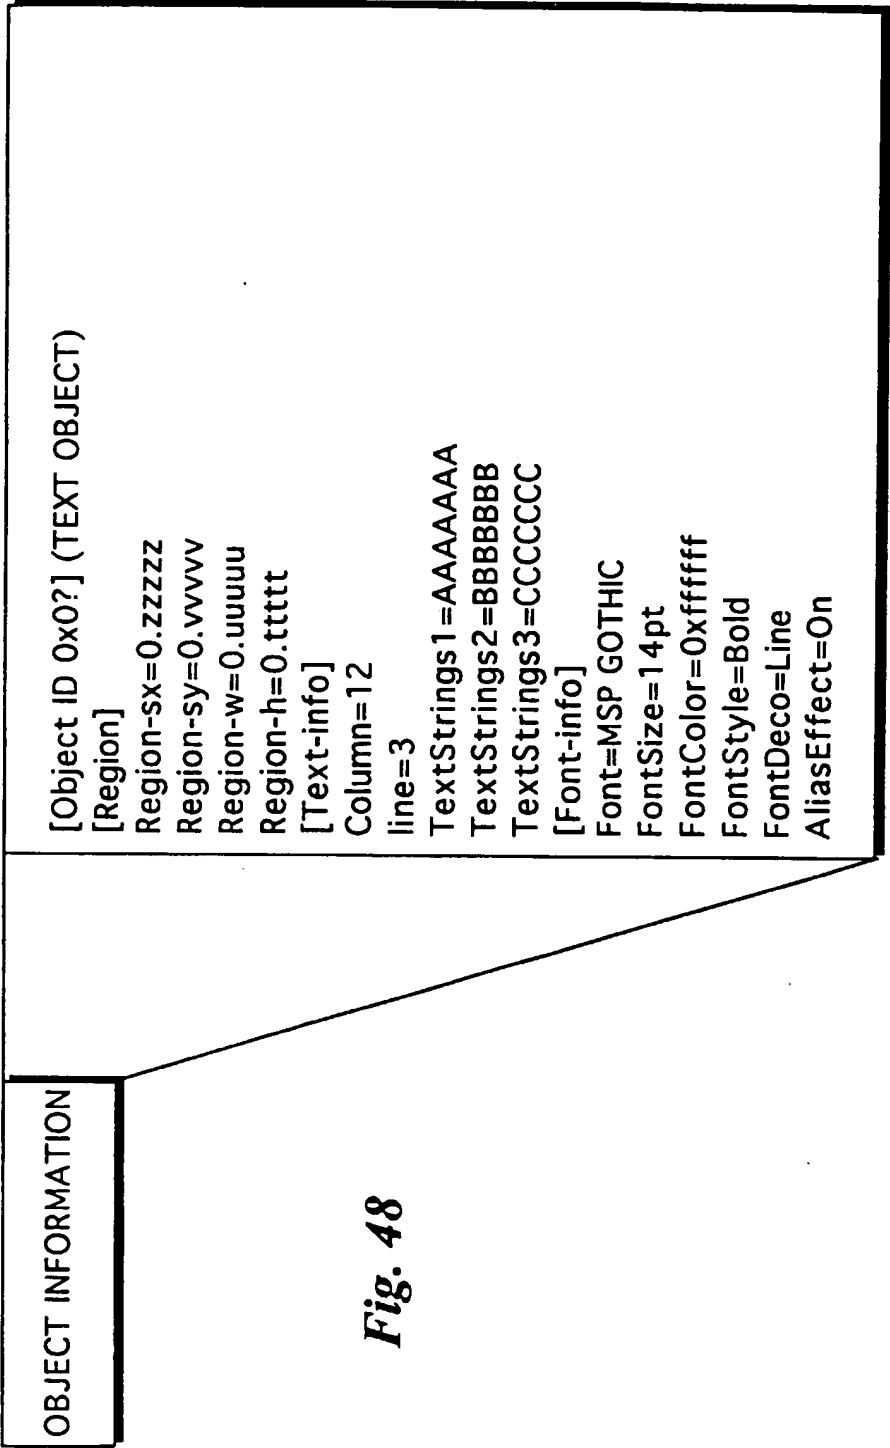 OBJECT INFORMATION
[Object ID 0x0?] (TEXT OBJECT)
[Region]
Region-sx=0.zzzzz
Region-sy=0.vvvvv
Region-w=0.uuuuu
Region-h=0.ttttt
[Text-info]
Column=12
line=3
TextStrings1=AAAAAAA
TextStrings2=BBBBBBB
TextStrings3=CCCCCCC
[Font-info]
Font=MSP GOTHIC
FontSize=14pt
FontColor=0xffffff
FontStyle=Bold
FontDeco=Line
AliasEffect=On
Fig. 48